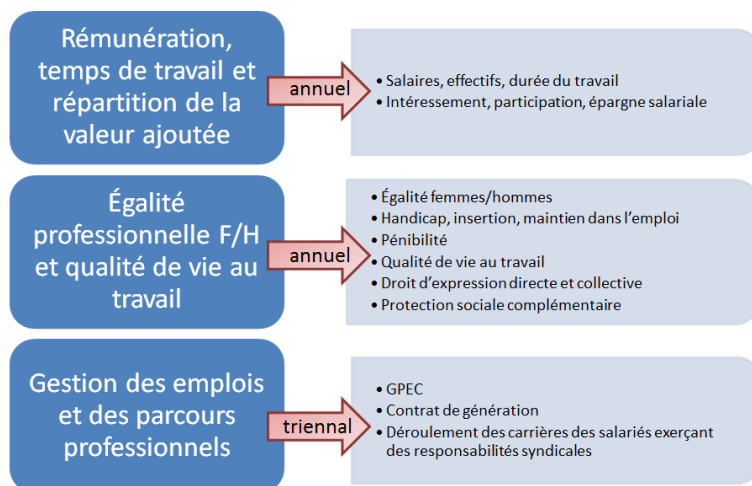 Rémunération,
temps de travail et
répartition de la
valeur ajoutée
annuel
• Salaires, effectifs, durée du travail
• Intéressement, participation, épargne salariale
Égalité
professionnelle F/H
et qualité de vie au
travail
annuel
• Égalité femmes/hommes
• Handicap, insertion, maintien dans l'emploi
• Pénibilité
• Qualité de vie au travail
• Droit d'expression directe et collective
• Protection sociale complémentaire
Gestion des emplois
et des parcours
professionnels
triennal
• GPEC
• Contrat de génération
• Déroulement des carrières des salariés exerçant
des responsabilités syndicales